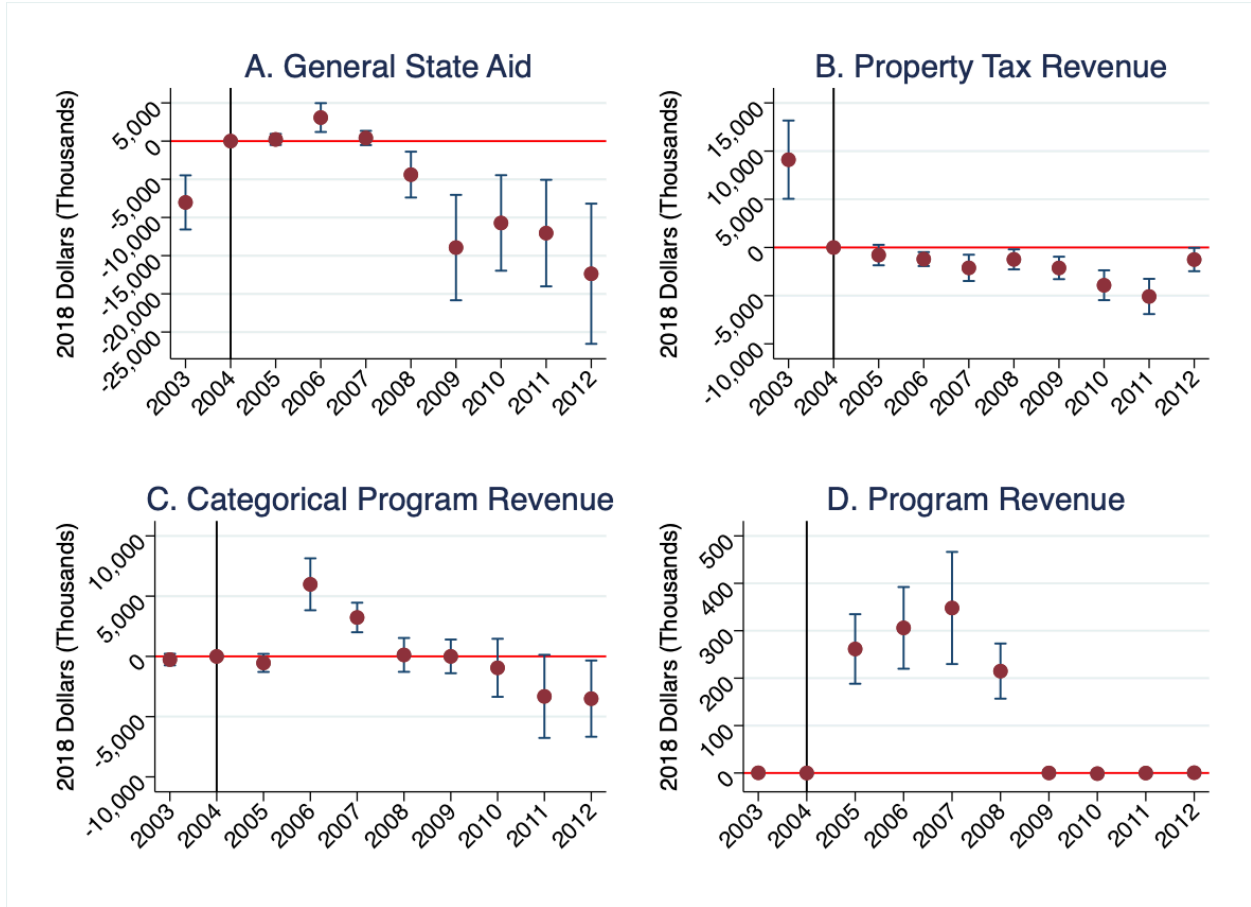 A. General State Aid
2018 Dollars (Thousands)
5,000
0
-5,000
-10,000
-15,000
-20,000
-25,000
2003 2004 2005 2006 2007 2008 2009 2010 2011 2012
B. Property Tax Revenue
2018 Dollars (Thousands)
15,000
10,000
5,000
0
-5,000
-10,000
2003 2004 2005 2006 2007 2008 2009 2010 2011 2012
C. Categorical Program Revenue
2018 Dollars (Thousands)
10,000
5,000
0
-5,000
-10,000
2003 2004 2005 2006 2007 2008 2009 2010 2011 2012
D. Program Revenue
2018 Dollars (Thousands)
500
400
300
200
100
0
2003 2004 2005 2006 2007 2008 2009 2010 2011 2012